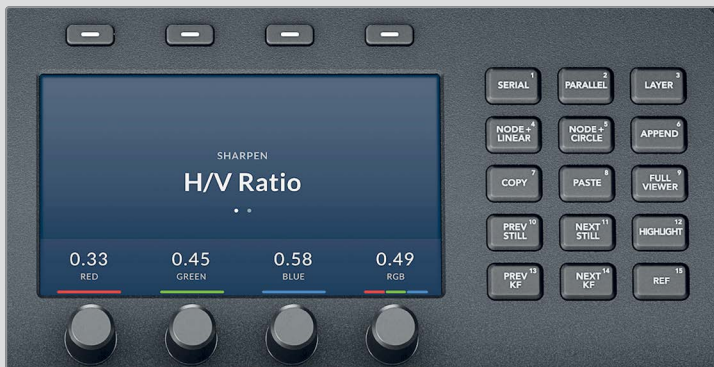 SHARPEN
H/V Ratio
0.33 0.45 0.58 0.49
RED GREEN BLUE RGB
SERIAL 1 PARALLEL 2 LAYER 3
NODE + 4 NODE + 5 APPEND 6
LINEAR CIRCLE
COPY 7 PASTE 8 FULL 9
VIEWER
PREV 10 NEXT 11 HIGHLIGHT 12
STILL STILL
PREV 13 NEXT 14 REF 15
KF KF